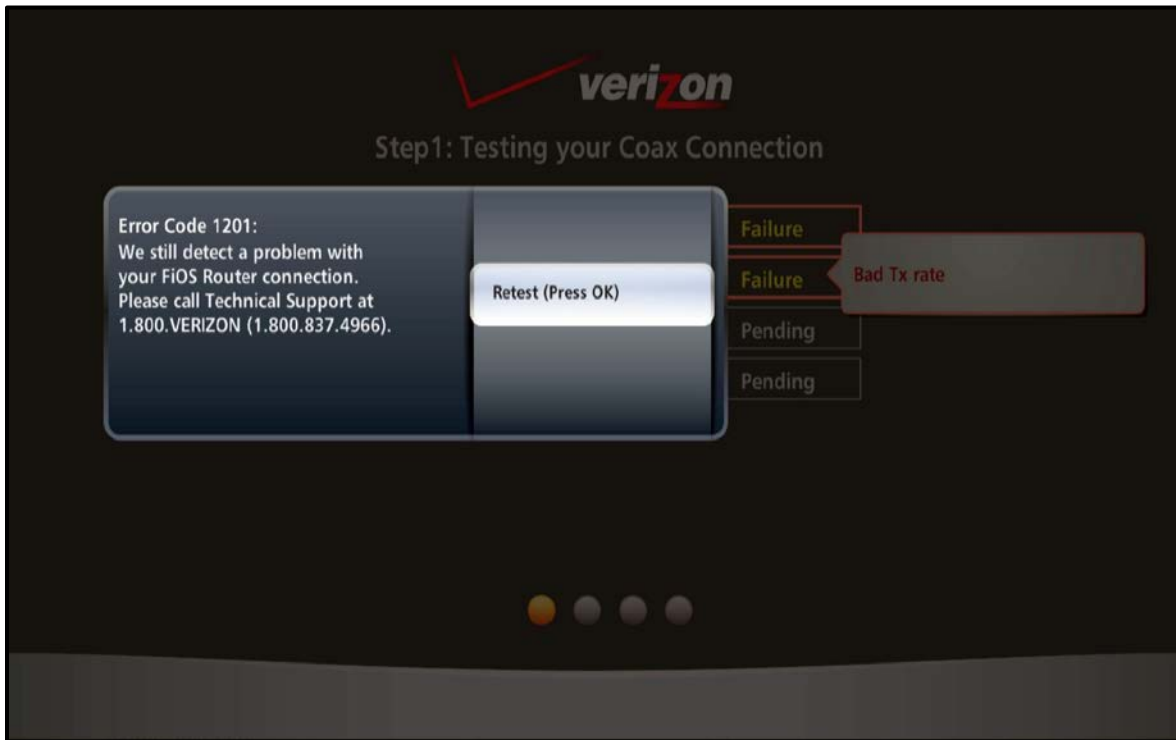 verizon
Step1: Testing your Coax Connection
Error Code 1201:
We still detect a problem with
your FiOS Router connection.
Please call Technical Support at
1.800.VERIZON (1.800.837.4966).
Retest (Press OK)
Failure
Failure
Bad Tx rate
Pending
Pending